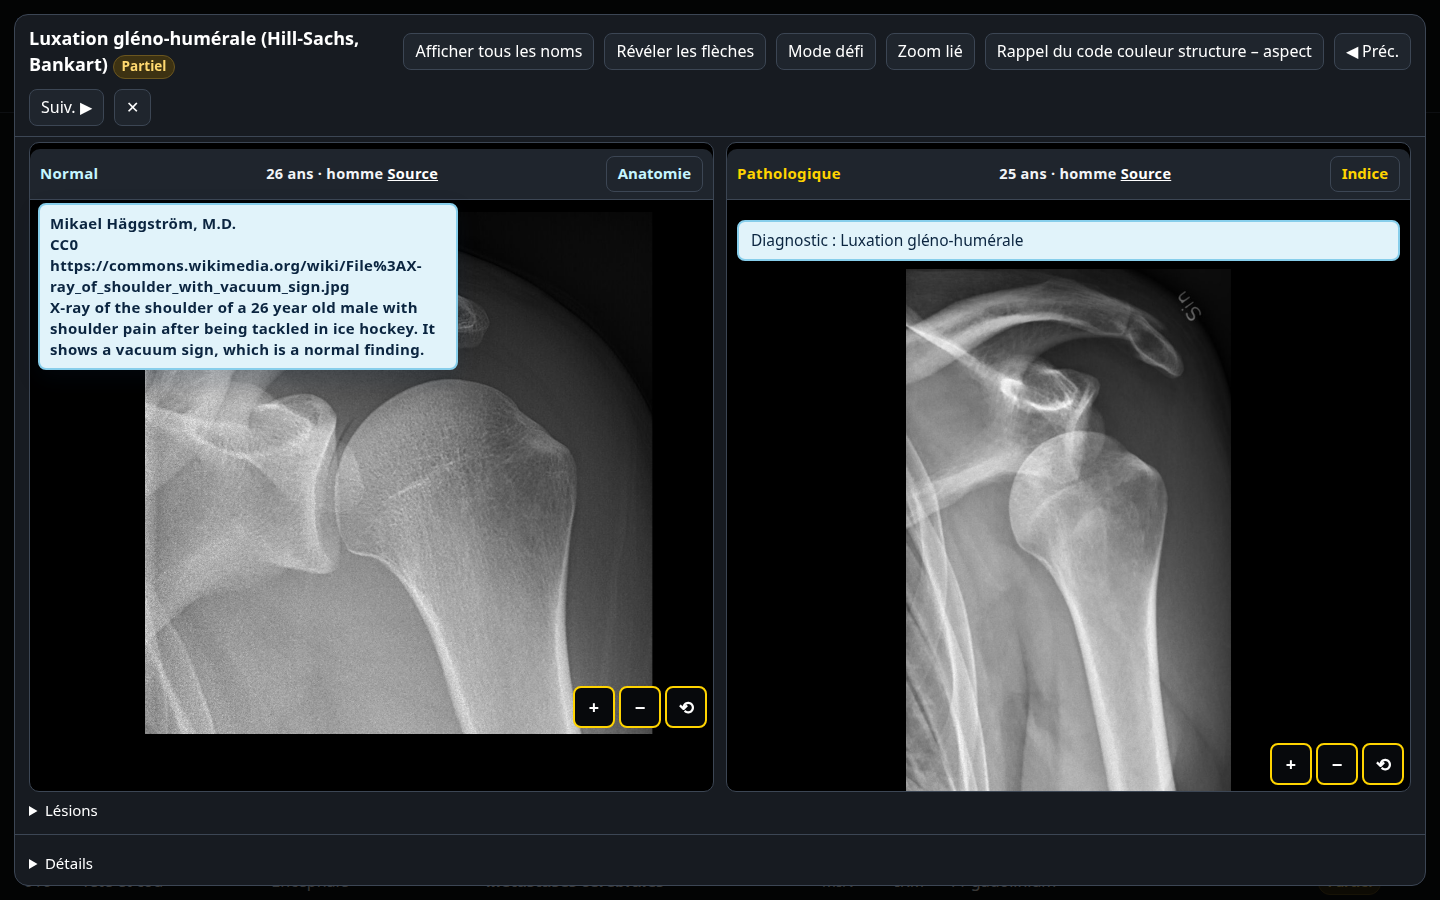 Luxation gléno-humérale (Hill-Sachs,
Bankart) Partiel
Afficher tous les noms
Révéler les flèches
Mode défi
Zoom lié
Rappel du code couleur structure – aspect
◀ Préc.
Suiv. ▶
✕
Normal
26 ans · homme Source
Anatomie
Mikael Häggström, M.D.
CC0
https://commons.wikimedia.org/wiki/File%3AX-
ray_of_shoulder_with_vacuum_sign.jpg
X-ray of the shoulder of a 26 year old male with
shoulder pain after being tackled in ice hockey. It
shows a vacuum sign, which is a normal finding.
+
−
⟲
Pathologique
25 ans · homme Source
Indice
Diagnostic : Luxation gléno-humérale
Sin
+
−
⟲
▶ Lésions
▶ Détails